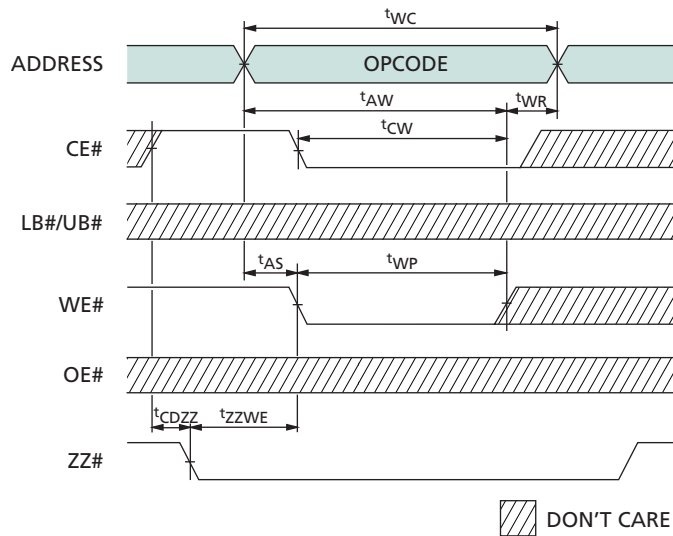 tWC
ADDRESS
OPCODE
tAW
tWR
tCW
CE#
LB#/UB#
tAS
tWP
WE#
OE#
tCDZZ
tZZWE
ZZ#
DON'T CARE